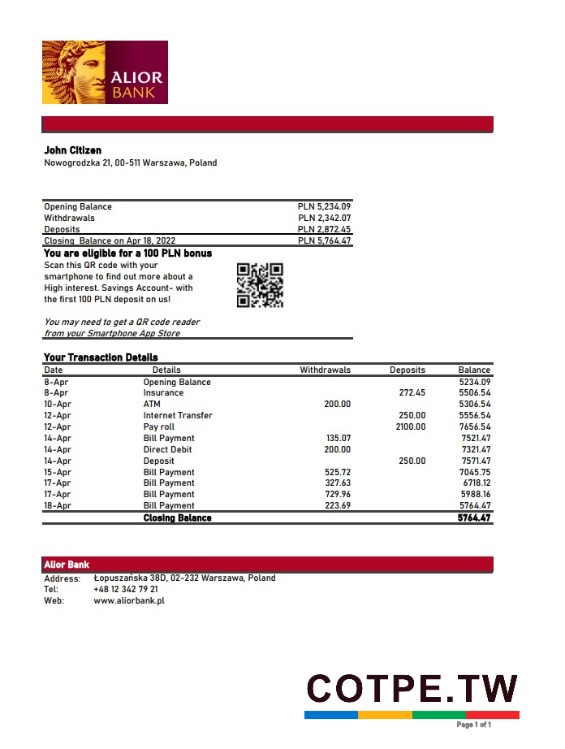 ALIOR
BANK
John Citizen
Nowogrodzka 21, 00-511 Warszawa, Poland
Opening Balance PLN 5,234.09
Withdrawals PLN 2,342.07
Deposits PLN 2,872.45
Closing Balance on Apr 18, 2022 PLN 5,764.47
You are eligible for a 100 PLN bonus
Scan this QR code with your
smartphone to find out more about a
High interest. Savings Account- with
the first 100 PLN deposit on us!
You may need to get a QR code reader
from your Smartphone App Store
Your Transaction Details
Date Details Withdrawals Deposits Balance
8-Apr Opening Balance 5234.09
8-Apr Insurance 272.45 5506.54
10-Apr ATM 200.00 5306.54
12-Apr Internet Transfer 250.00 5556.54
12-Apr Pay roll 2100.00 7656.54
14-Apr Bill Payment 135.07 7521.47
14-Apr Direct Debit 200.00 7321.47
14-Apr Deposit 250.00 7571.47
15-Apr Bill Payment 525.72 7045.75
17-Apr Bill Payment 327.63 6718.12
17-Apr Bill Payment 729.96 5988.16
18-Apr Bill Payment 223.69 5764.47
Closing Balance 5764.47
Alior Bank
Address: Łopuszańska 38D, 02-232 Warszawa, Poland
Tel: +48 12 342 79 21
Web: www.aliorbank.pl
COTPE.TW
Page 1 of 1